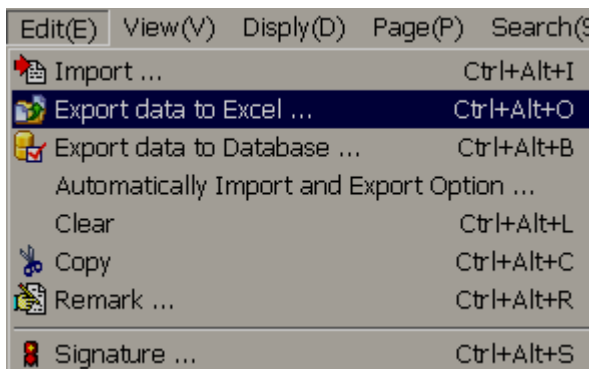 Edit(E) View(V) Disply(D) Page(P) Search(S
Import ... Ctrl+Alt+I
Export data to Excel ... Ctrl+Alt+O
Export data to Database ... Ctrl+Alt+B
Automatically Import and Export Option ...
Clear Ctrl+Alt+L
Copy Ctrl+Alt+C
Remark ... Ctrl+Alt+R
Signature ... Ctrl+Alt+S